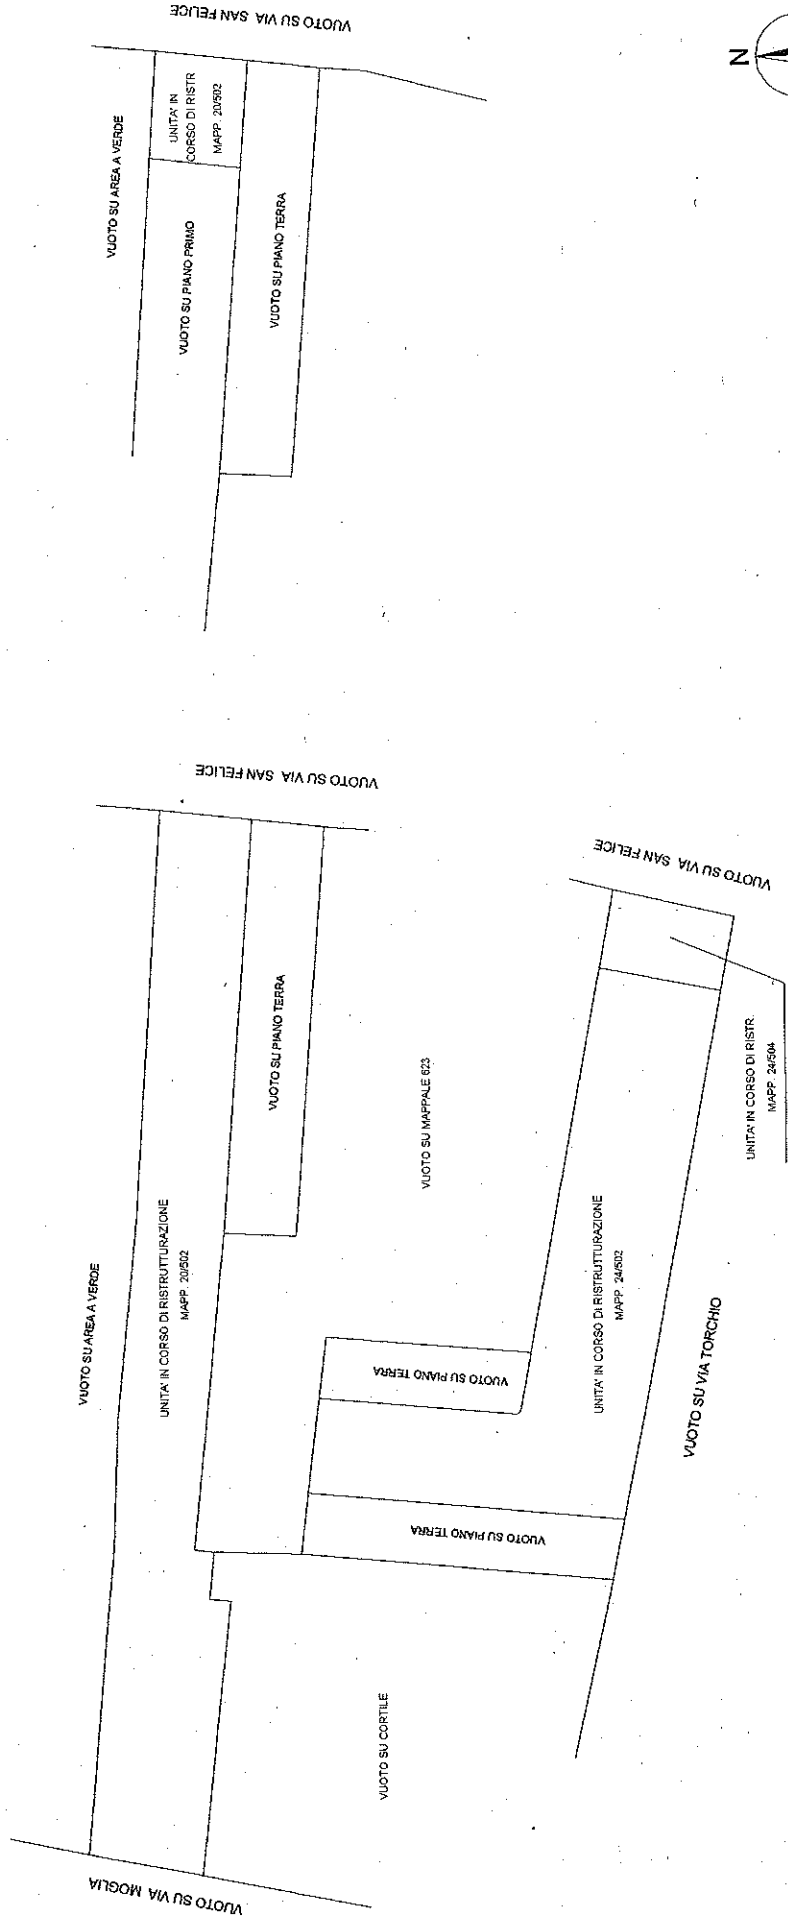 VUOTO SU VIA SAN FELICE
N
VUOTO SU AREA A VERDE
UNITA' IN
CORSO DI RISTR
MAPP. 20/502
VUOTO SU PIANO PRIMO
VUOTO SU PIANO TERRA
VUOTO SU VIA SAN FELICE
VUOTO SU VIA SAN FELICE
VUOTO SU PIANO TERRA
VUOTO SU MAPPALE 623
UNITA' IN CORSO DI RISTR.
MAPP. 24/504
VUOTO SU AREA A VERDE
UNITA' IN CORSO DI RISTRUTTURAZIONE
MAPP. 20/502
UNITA' IN CORSO DI RISTRUTTURAZIONE
MAPP. 24/502
VUOTO SU PIANO TERRA
VUOTO SU VIA TORCHIO
VUOTO SU PIANO TERRA
VUOTO SU CORTILE
VUOTO SU VIA MOGLIA